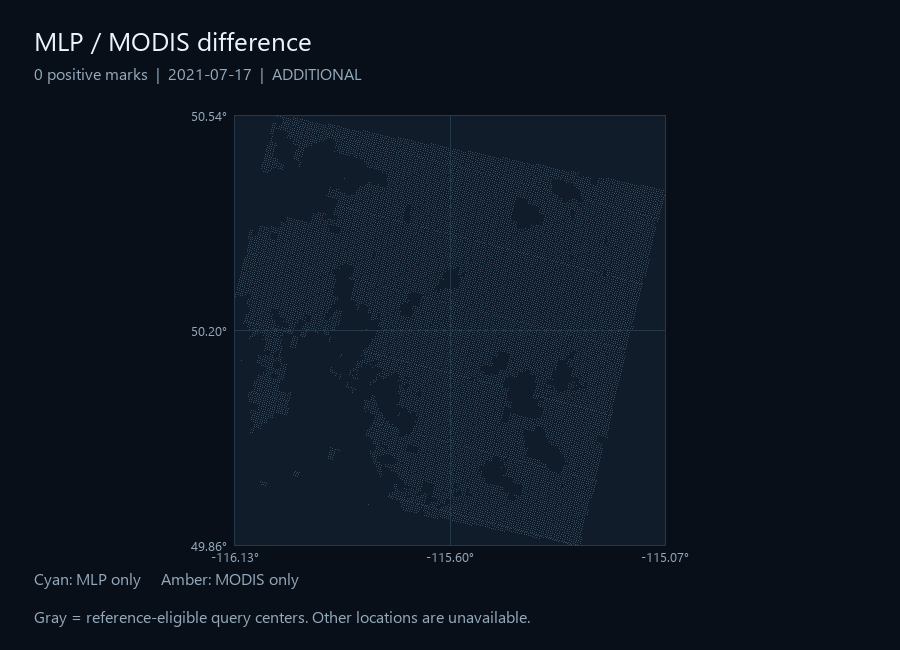 MLP / MODIS difference
0 positive marks | 2021-07-17 | ADDITIONAL
50.54°
50.20°
49.86°
-116.13° -115.60° -115.07°
Cyan: MLP only Amber: MODIS only
Gray = reference-eligible query centers. Other locations are unavailable.